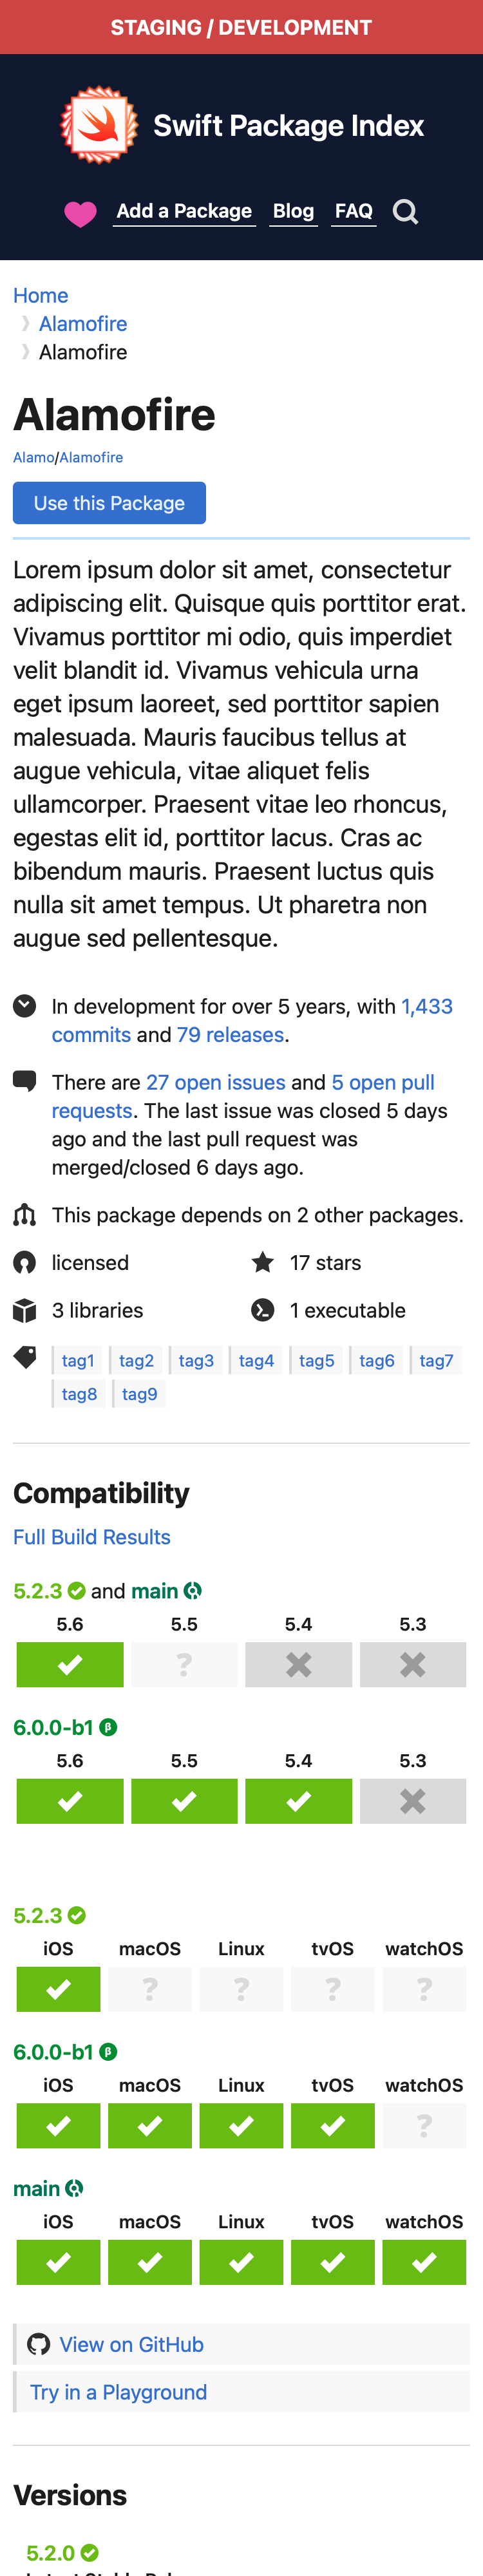 STAGING / DEVELOPMENT
Swift Package Index
Add a Package Blog FAQ
Home
Alamofire
Alamofire
Alamofire
Alamo/Alamofire
Use this Package
Lorem ipsum dolor sit amet, consectetur
adipiscing elit. Quisque quis porttitor erat.
Vivamus porttitor mi odio, quis imperdiet
velit blandit id. Vivamus vehicula urna
eget ipsum laoreet, sed porttitor sapien
malesuada. Mauris faucibus tellus at
augue vehicula, vitae aliquet felis
ullamcorper. Praesent vitae leo rhoncus,
egestas elit id, porttitor lacus. Cras ac
bibendum mauris. Praesent luctus quis
nulla sit amet tempus. Ut pharetra non
augue sed pellentesque.
In development for over 5 years, with 1,433
commits and 79 releases.
There are 27 open issues and 5 open pull
requests. The last issue was closed 5 days
ago and the last pull request was
merged/closed 6 days ago.
This package depends on 2 other packages.
licensed 17 stars
3 libraries 1 executable
tag1 tag2 tag3 tag4 tag5 tag6 tag7
tag8 tag9
Compatibility
Full Build Results
5.2.3 and main
5.6 5.5 5.4 5.3
?
6.0.0-b1 β
5.6 5.5 5.4 5.3
5.2.3
iOS macOS Linux tvOS watchOS
? ? ? ?
6.0.0-b1 β
iOS macOS Linux tvOS watchOS
?
main
iOS macOS Linux tvOS watchOS
View on GitHub
Try in a Playground
Versions
5.2.0